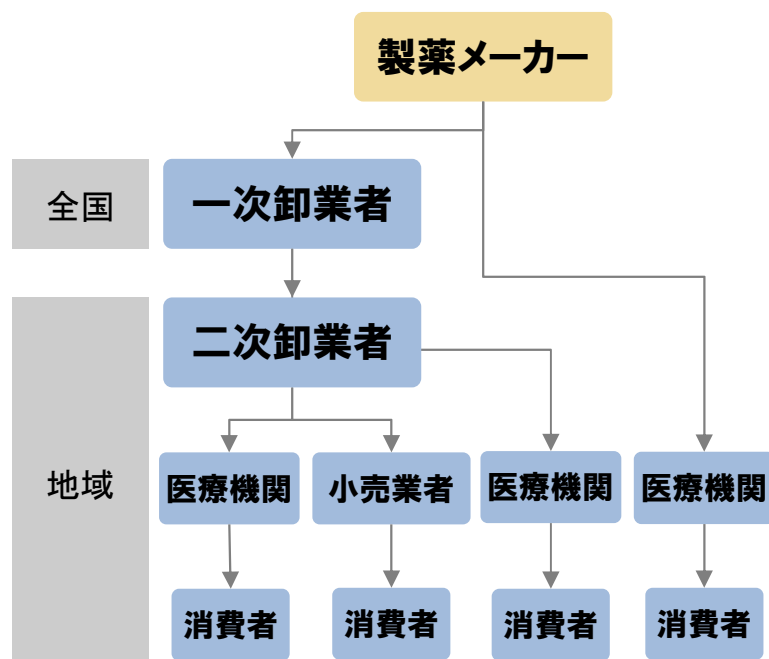 製薬メーカー
全国
一次卸業者
二次卸業者
地域
医療機関
小売業者
医療機関
医療機関
消費者
消費者
消費者
消費者